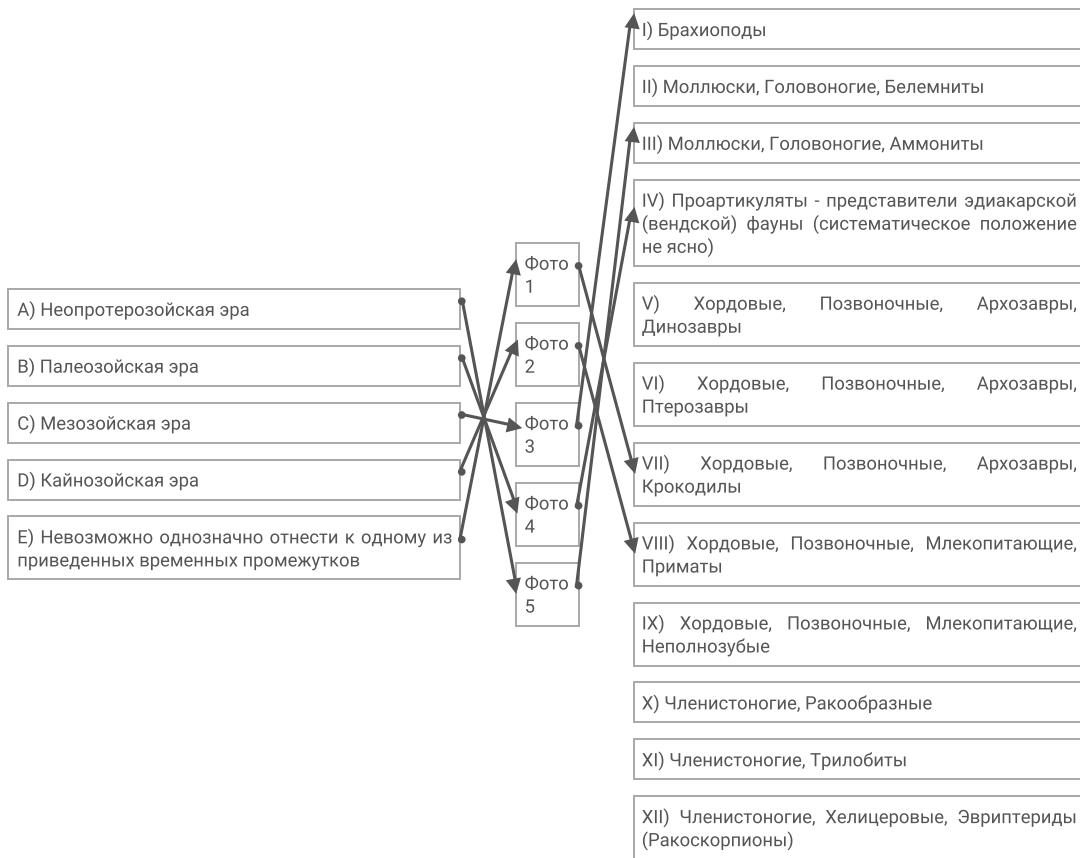 A) Неопротерозойская эра
B) Палеозойская эра
C) Мезозойская эра
D) Кайнозойская эра
E) Невозможно однозначно отнести к одному из
приведенных временных промежутков
Фото
1
Фото
2
Фото
3
Фото
4
Фото
5
I) Брахиоподы
II) Моллюски, Головоногие, Белемниты
III) Моллюски, Головоногие, Аммониты
IV) Проартикуляты - представители эдиакарской
(вендской) фауны (систематическое положение
не ясно)
V) Хордовые, Позвоночные, Архозавры,
Динозавры
VI) Хордовые, Позвоночные, Архозавры,
Птерозавры
VII) Хордовые, Позвоночные, Архозавры,
Крокодилы
VIII) Хордовые, Позвоночные, Млекопитающие,
Приматы
IX) Хордовые, Позвоночные, Млекопитающие,
Неполнозубые
X) Членистоногие, Ракообразные
XI) Членистоногие, Трилобиты
XII) Членистоногие, Хелицеровые, Эвриптериды
(Ракоскорпионы)